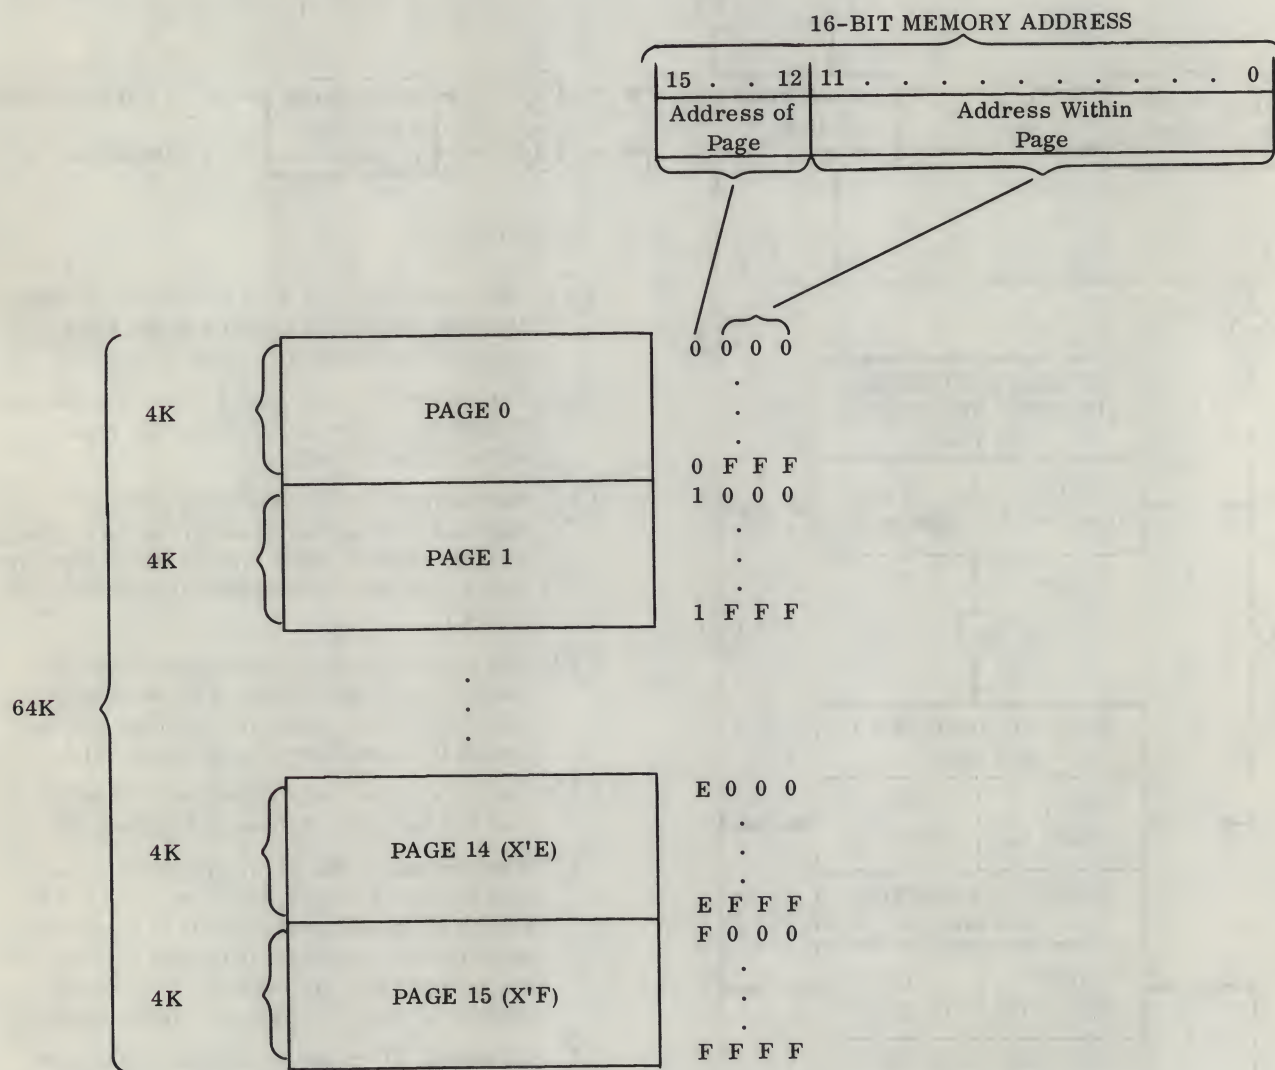 16-BIT MEMORY ADDRESS
15 . . 12 11 . . . . . . . . . . 0
Address of Page
Address Within Page
0 0 0 0
.
.
.
4K
PAGE 0
0 F F F
1 0 0 0
.
.
.
4K
PAGE 1
1 F F F
64K
.
.
.
E 0 0 0
.
.
.
4K
PAGE 14 (X'E)
E F F F
F 0 0 0
.
.
.
4K
PAGE 15 (X'F)
F F F F